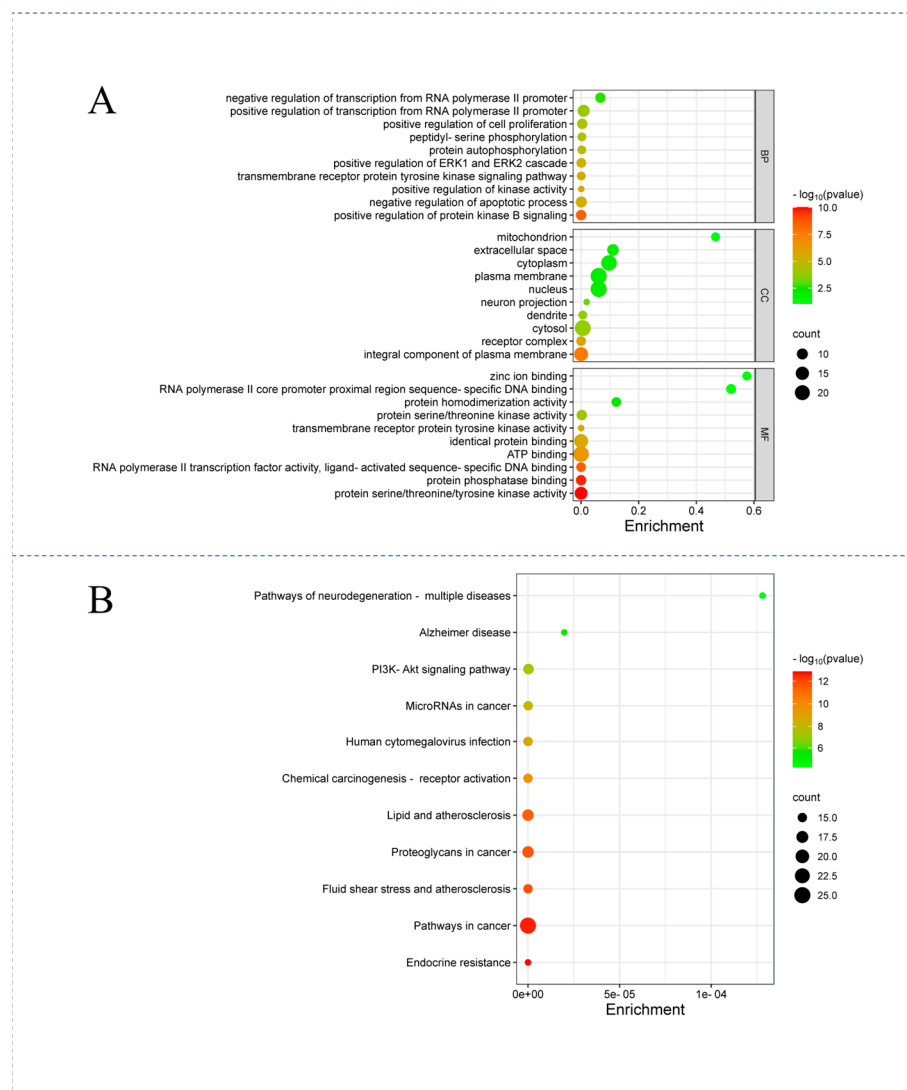 A
negative regulation of transcription from RNA polymerase II promoter
positive regulation of transcription from RNA polymerase II promoter
positive regulation of cell proliferation
peptidyl- serine phosphorylation
protein autophosphorylation
positive regulation of ERK1 and ERK2 cascade
transmembrane receptor protein tyrosine kinase signaling pathway
positive regulation of kinase activity
negative regulation of apoptotic process
positive regulation of protein kinase B signaling
BP
mitochondrion
extracellular space
cytoplasm
plasma membrane
nucleus
neuron projection
dendrite
cytosol
receptor complex
integral component of plasma membrane
CC
zinc ion binding
RNA polymerase II core promoter proximal region sequence- specific DNA binding
protein homodimerization activity
protein serine/threonine kinase activity
transmembrane receptor protein tyrosine kinase activity
identical protein binding
ATP binding
RNA polymerase II transcription factor activity, ligand- activated sequence- specific DNA binding
protein phosphatase binding
protein serine/threonine/tyrosine kinase activity
MF
0.0 0.2 0.4 0.6
Enrichment
- log10(pvalue)
10.0
7.5
5.0
2.5
count
10
15
20
B
Pathways of neurodegeneration - multiple diseases
Alzheimer disease
PI3K- Akt signaling pathway
MicroRNAs in cancer
Human cytomegalovirus infection
Chemical carcinogenesis - receptor activation
Lipid and atherosclerosis
Proteoglycans in cancer
Fluid shear stress and atherosclerosis
Pathways in cancer
Endocrine resistance
0e+00 5e- 05 1e- 04
Enrichment
- log10(pvalue)
12
10
8
6
count
15.0
17.5
20.0
22.5
25.0